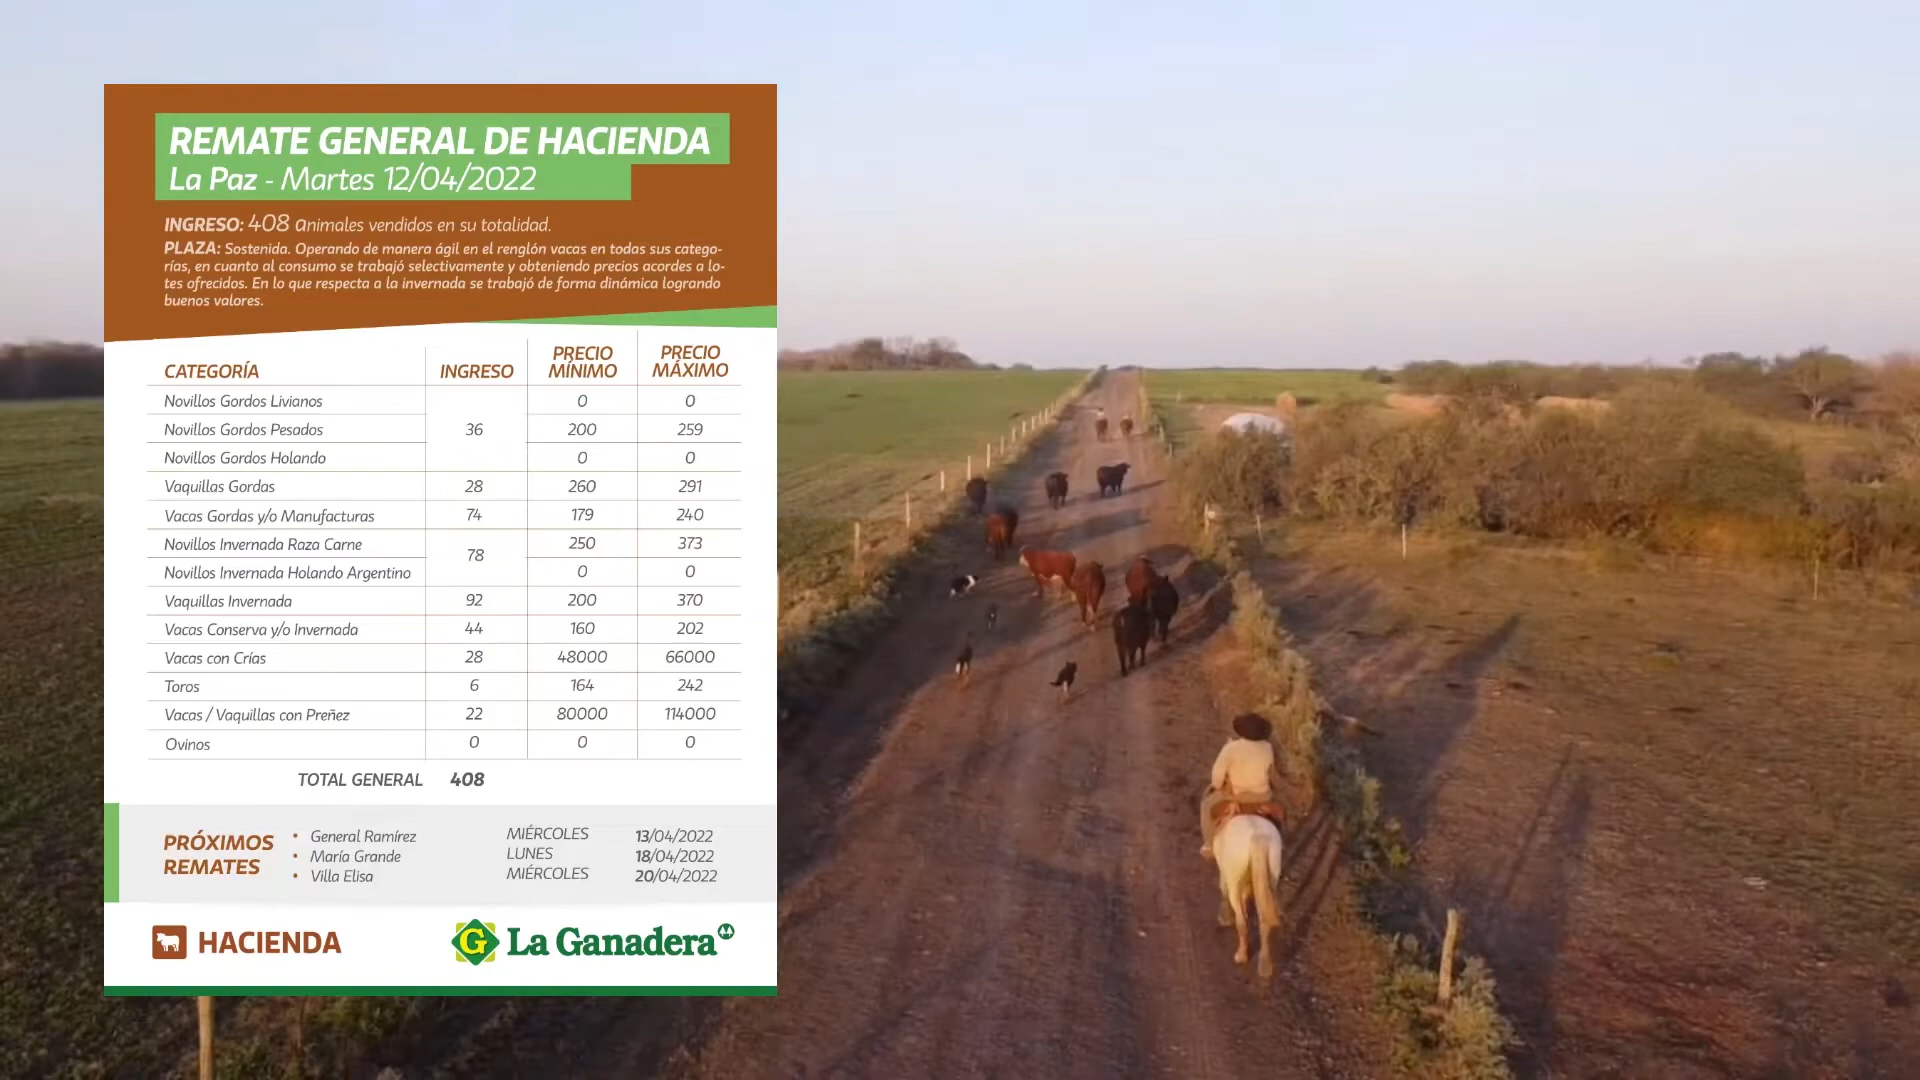 REMATE GENERAL DE HACIENDA
La Paz - Martes 12/04/2022
INGRESO: 408 animales vendidos en su totalidad.
PLAZA: Sostenida. Operando de manera ágil en el renglón vacas en todas sus catego-
rías, en cuanto al consumo se trabajó selectivamente y obteniendo precios acordes a lo-
tes ofrecidos. En lo que respecta a la invernada se trabajó de forma dinámica logrando
buenos valores.
CATEGORÍA INGRESO PRECIO MÍNIMO PRECIO MÁXIMO
Novillos Gordos Livianos 0 0
Novillos Gordos Pesados 36 200 259
Novillos Gordos Holando 0 0
Vaquillas Gordas 28 260 291
Vacas Gordas y/o Manufacturas 74 179 240
Novillos Invernada Raza Carne 78 250 373
Novillos Invernada Holando Argentino 0 0
Vaquillas Invernada 92 200 370
Vacas Conserva y/o Invernada 44 160 202
Vacas con Crías 28 48000 66000
Toros 6 164 242
Vacas / Vaquillas con Preñez 22 80000 114000
Ovinos 0 0 0
TOTAL GENERAL 408
PRÓXIMOS REMATES
• General Ramírez MIÉRCOLES 13/04/2022
• María Grande LUNES 18/04/2022
• Villa Elisa MIÉRCOLES 20/04/2022
HACIENDA
G La Ganadera